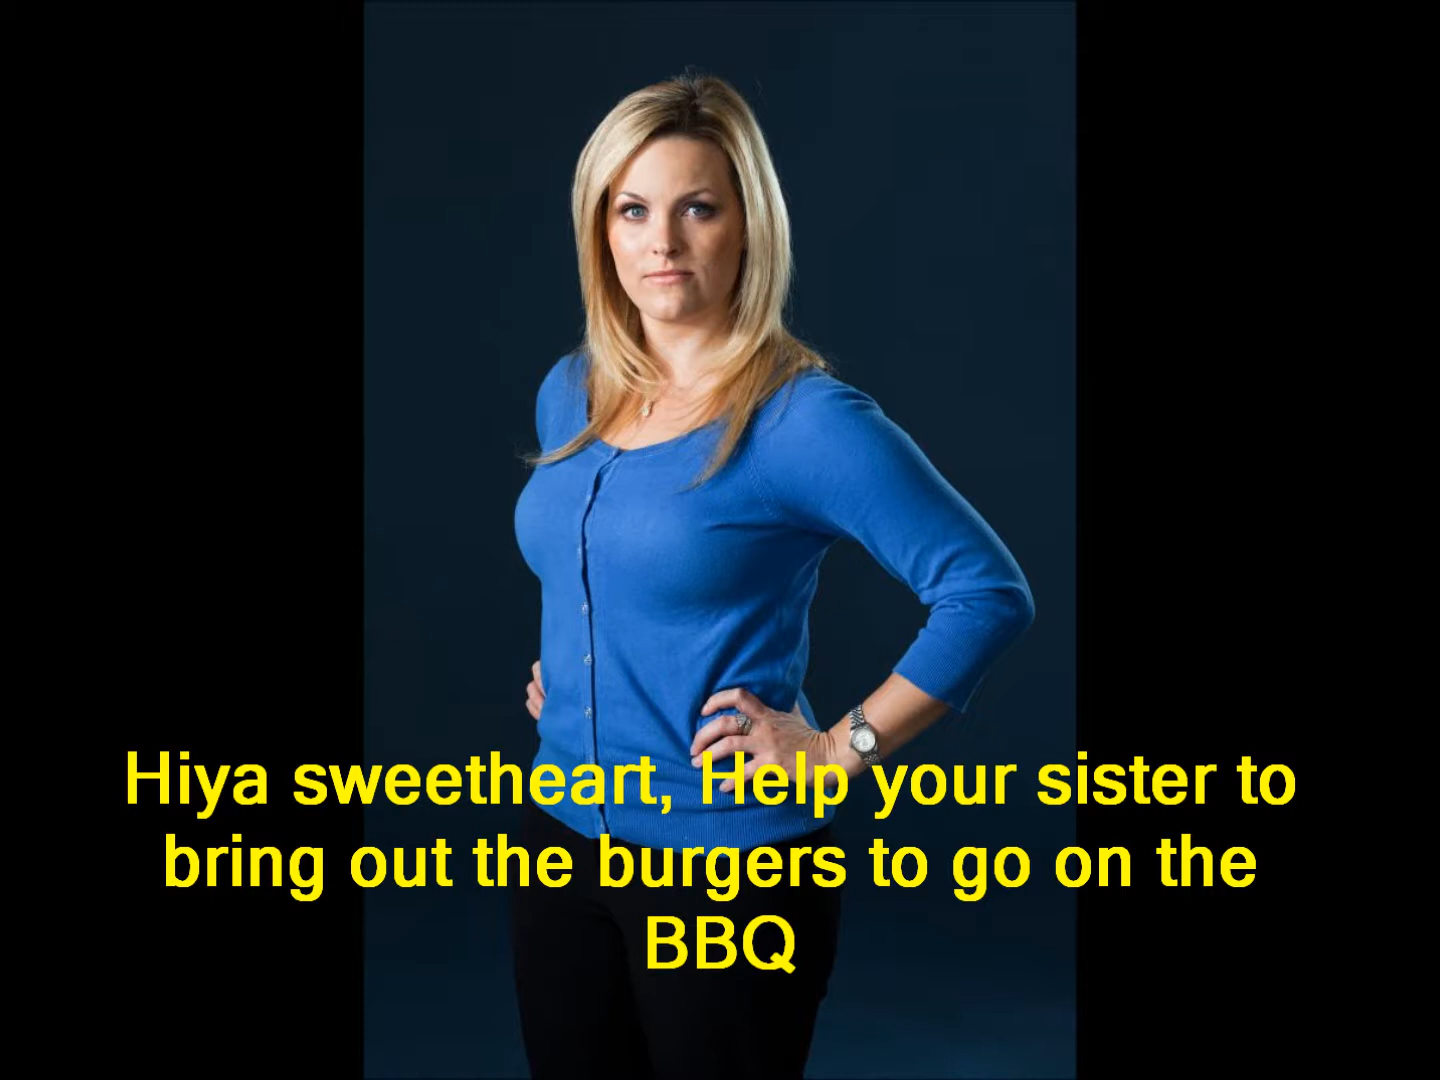 Hiya sweetheart, Help your sister to
bring out the burgers to go on the
BBQ